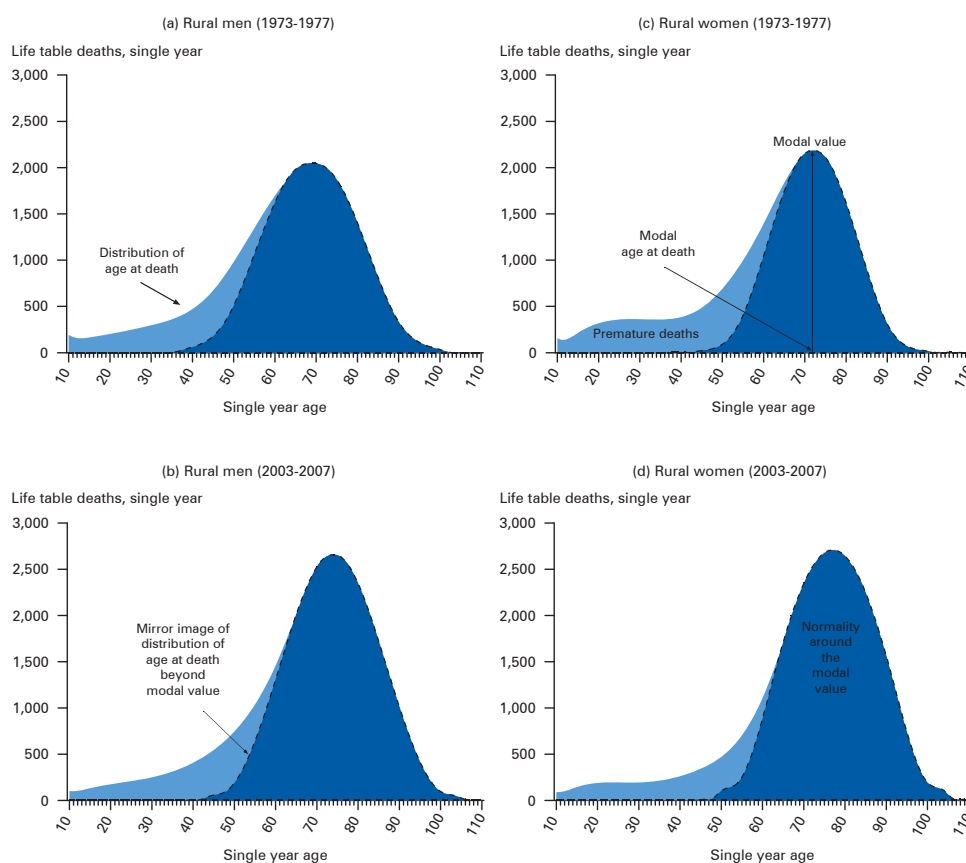 (a) Rural men (1973-1977)
Life table deaths, single year
3,000
2,500
2,000
1,500
1,000
500
0
Distribution of
age at death
10
20
30
40
50
60
70
80
90
100
110
Single year age
(c) Rural women (1973-1977)
Life table deaths, single year
3,000
2,500
2,000
1,500
1,000
500
0
Modal value
Modal
age at death
Premature deaths
10
20
30
40
50
60
70
80
90
100
110
Single year age
(b) Rural men (2003-2007)
Life table deaths, single year
3,000
2,500
2,000
1,500
1,000
500
0
Mirror image of
distribution of
age at death
beyond
modal value
10
20
30
40
50
60
70
80
90
100
110
Single year age
(d) Rural women (2003-2007)
Life table deaths, single year
3,000
2,500
2,000
1,500
1,000
500
0
Normality
around
the
modal
value
10
20
30
40
50
60
70
80
90
100
110
Single year age